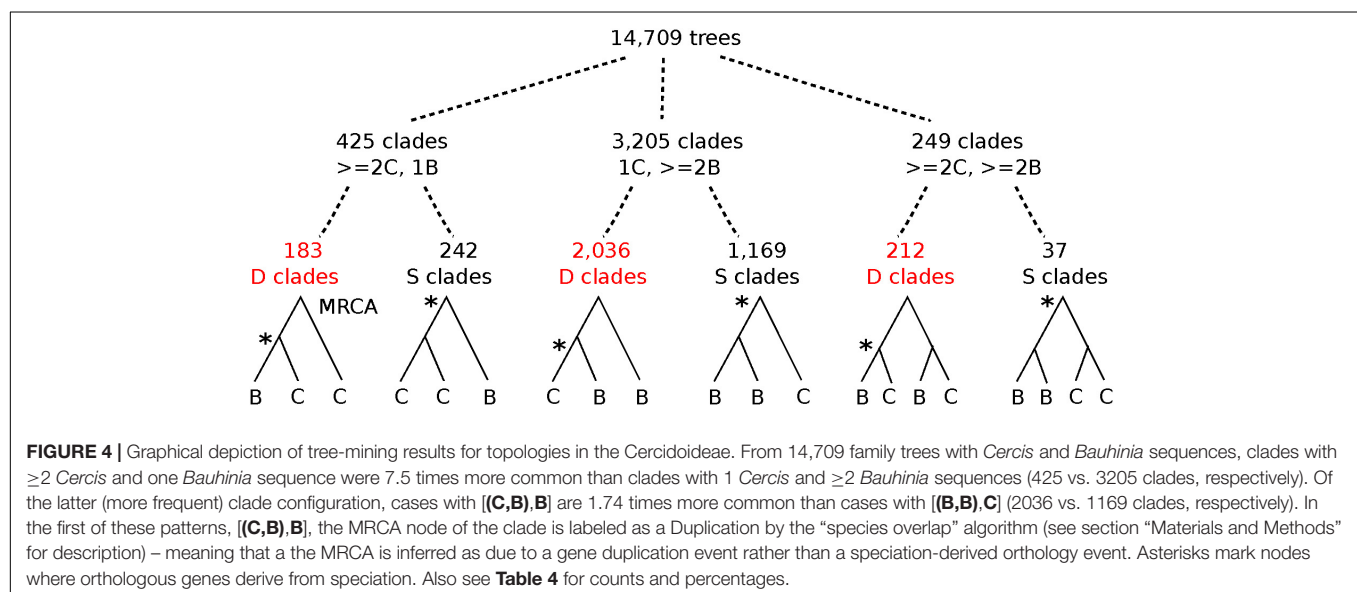 14,709 trees
425 clades 3,205 clades 249 clades
>=2C, 1B 1C, >=2B >=2C, >=2B
183 242 2,036 1,169 212 37
D clades S clades D clades S clades D clades S clades
* MRCA * *
* * *
B C C C C B C B B B B C B C B C B B C C
FIGURE 4 | Graphical depiction of tree-mining results for topologies in the Cercidoideae. From 14,709 family trees with Cercis and Bauhinia sequences, clades with
≥2 Cercis and one Bauhinia sequence were 7.5 times more common than clades with 1 Cercis and ≥2 Bauhinia sequences (425 vs. 3205 clades, respectively). Of
the latter (more frequent) clade configuration, cases with [(C,B),B] are 1.74 times more common than cases with [(B,B),C] (2036 vs. 1169 clades, respectively). In
the first of these patterns, [(C,B),B], the MRCA node of the clade is labeled as a Duplication by the “species overlap” algorithm (see section “Materials and Methods”
for description) – meaning that a the MRCA is inferred as due to a gene duplication event rather than a speciation-derived orthology event. Asterisks mark nodes
where orthologous genes derive from speciation. Also see Table 4 for counts and percentages.